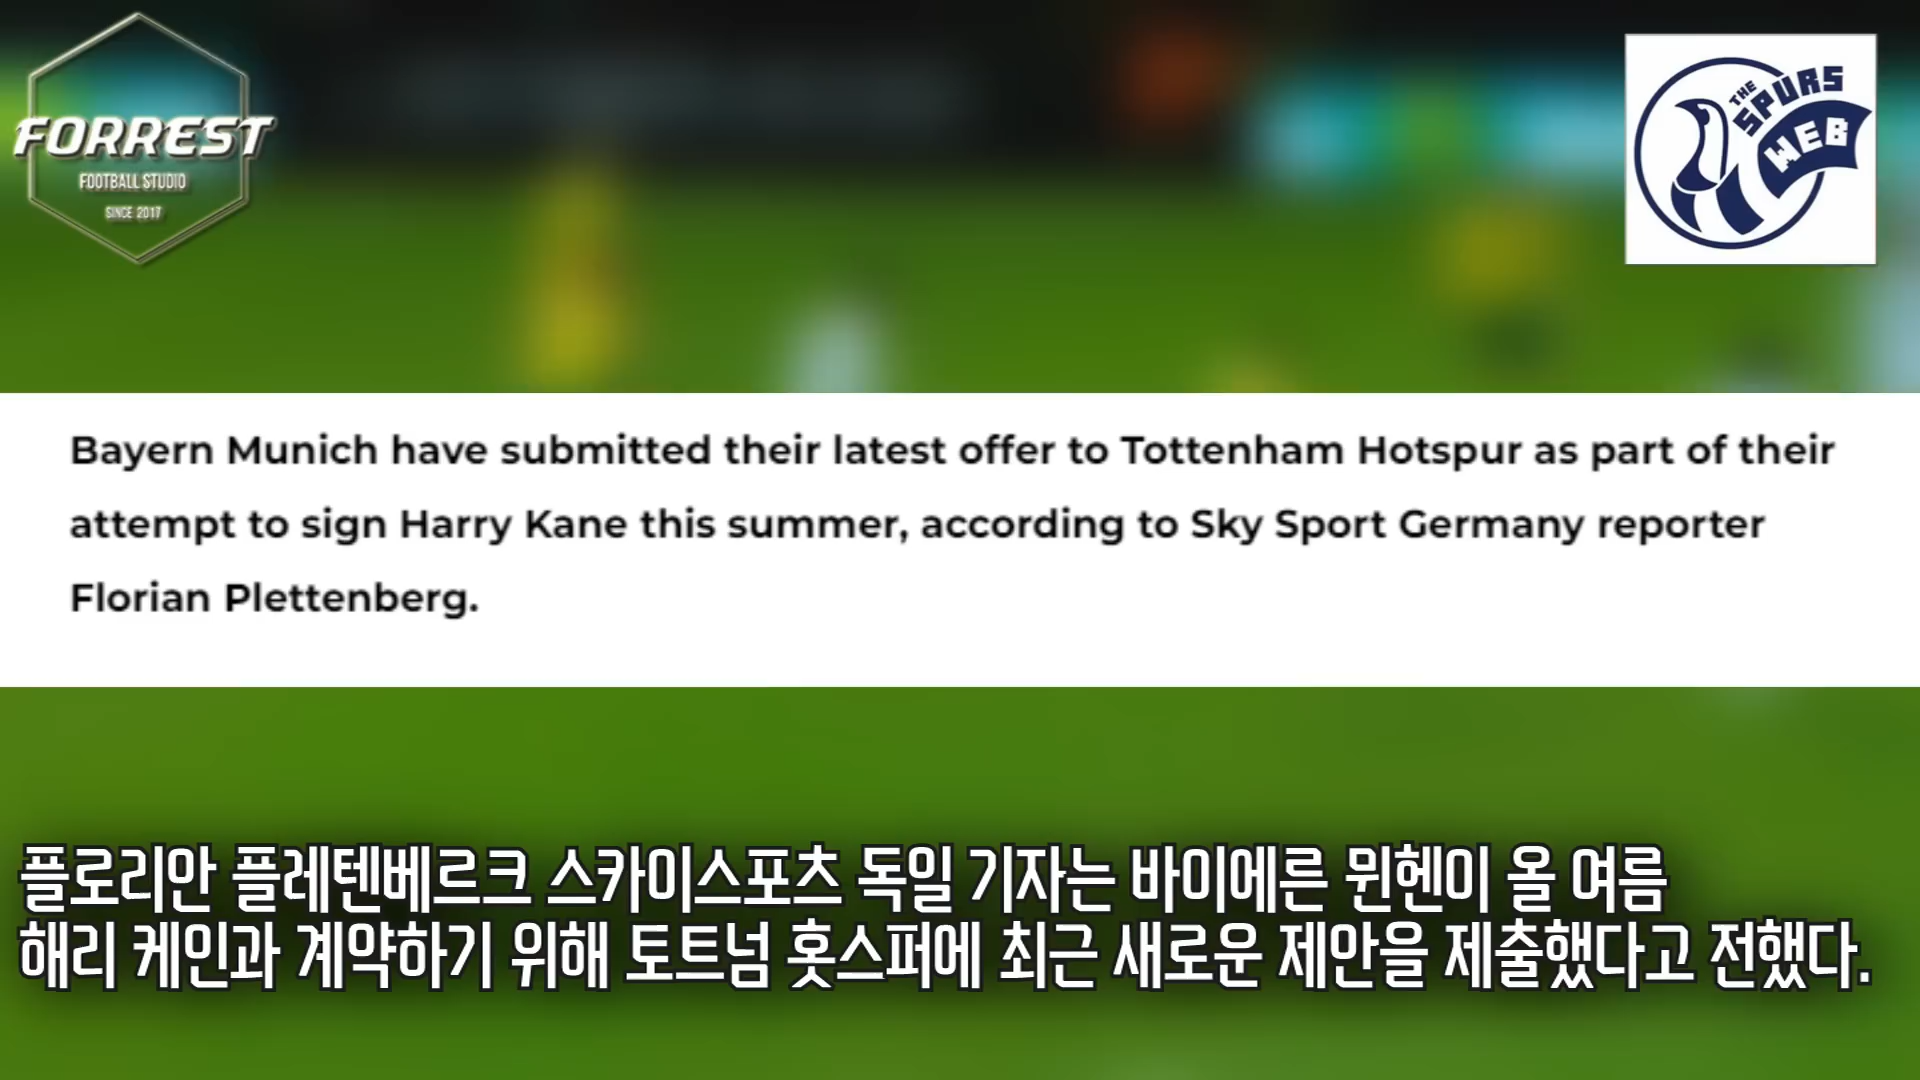 FORREST
FOOTBALL STUDIO
SINCE 2017
THE
SPURS
WEB
Bayern Munich have submitted their latest offer to Tottenham Hotspur as part of their
attempt to sign Harry Kane this summer, according to Sky Sport Germany reporter
Florian Plettenberg.
플로리안 플레텐베르크 스카이스포츠 독일 기자는 바이에른 뮌헨이 올 여름
해리 케인과 계약하기 위해 토트넘 홋스퍼에 최근 새로운 제안을 제출했다고 전했다.